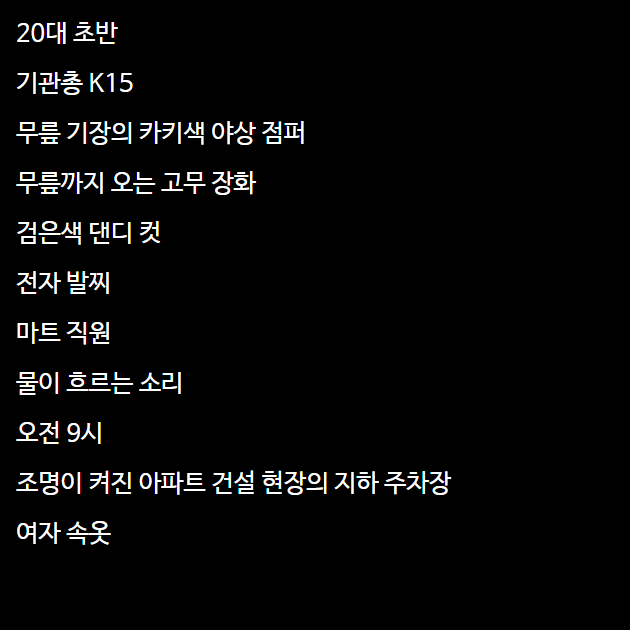 20대 초반
기관총 K15
무릎 기장의 카키색 야상 점퍼
무릎까지 오는 고무 장화
검은색 댄디 컷
전자 발찌
마트 직원
물이 흐르는 소리
오전 9시
조명이 켜진 아파트 건설 현장의 지하 주차장
여자 속옷